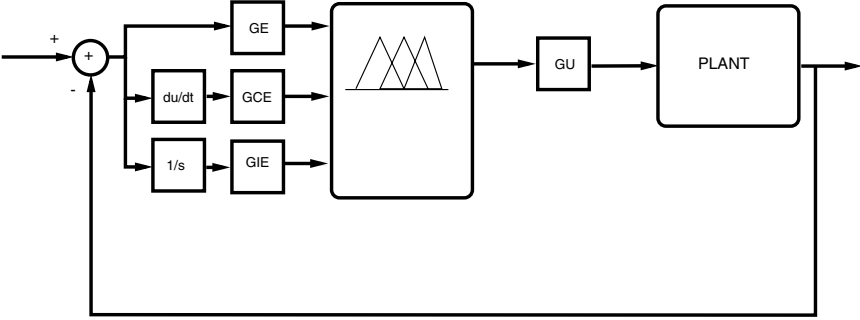 +
+
-
GE
du/dt
GCE
1/s
GIE
GU
PLANT